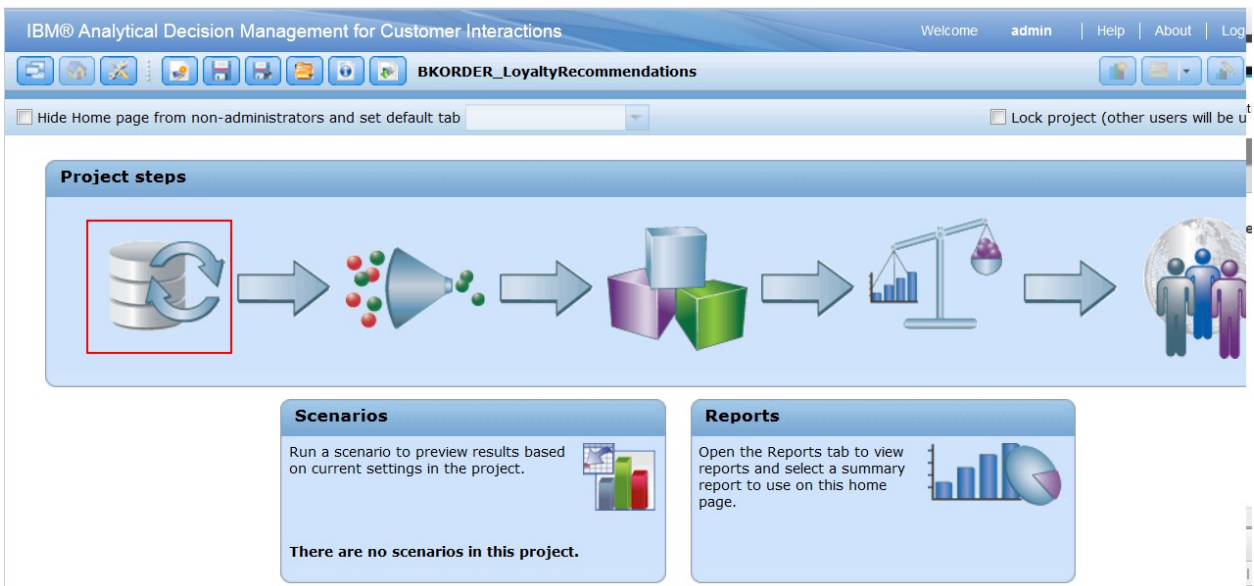 IBM® Analytical Decision Management for Customer Interactions
Welcome admin | Help | About | Log
BKORDER_LoyaltyRecommendations
Hide Home page from non-administrators and set default tab
Lock project (other users will be u
Project steps
Scenarios
Run a scenario to preview results based
on current settings in the project.
There are no scenarios in this project.
Reports
Open the Reports tab to view
reports and select a summary
report to use on this home
page.